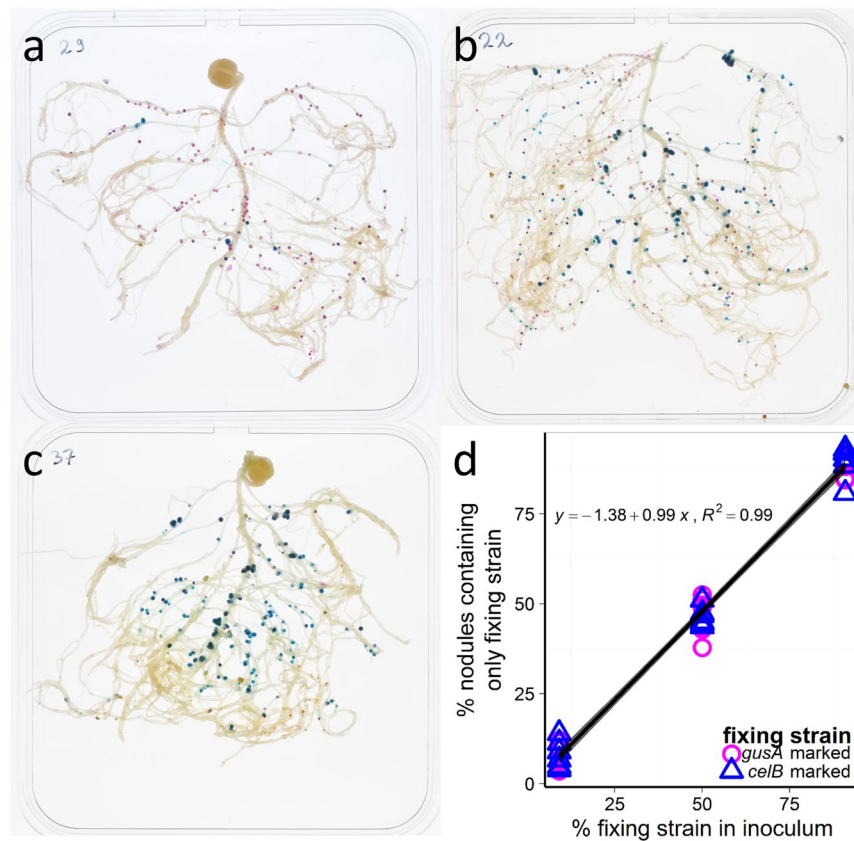 a 29
b 22
c 37
d
y = −1.38 + 0.99 x , R² = 0.99
% nodules containing
only fixing strain
75
50
25
0
fixing strain
gusA marked
celB marked
25 50 75
% fixing strain in inoculum